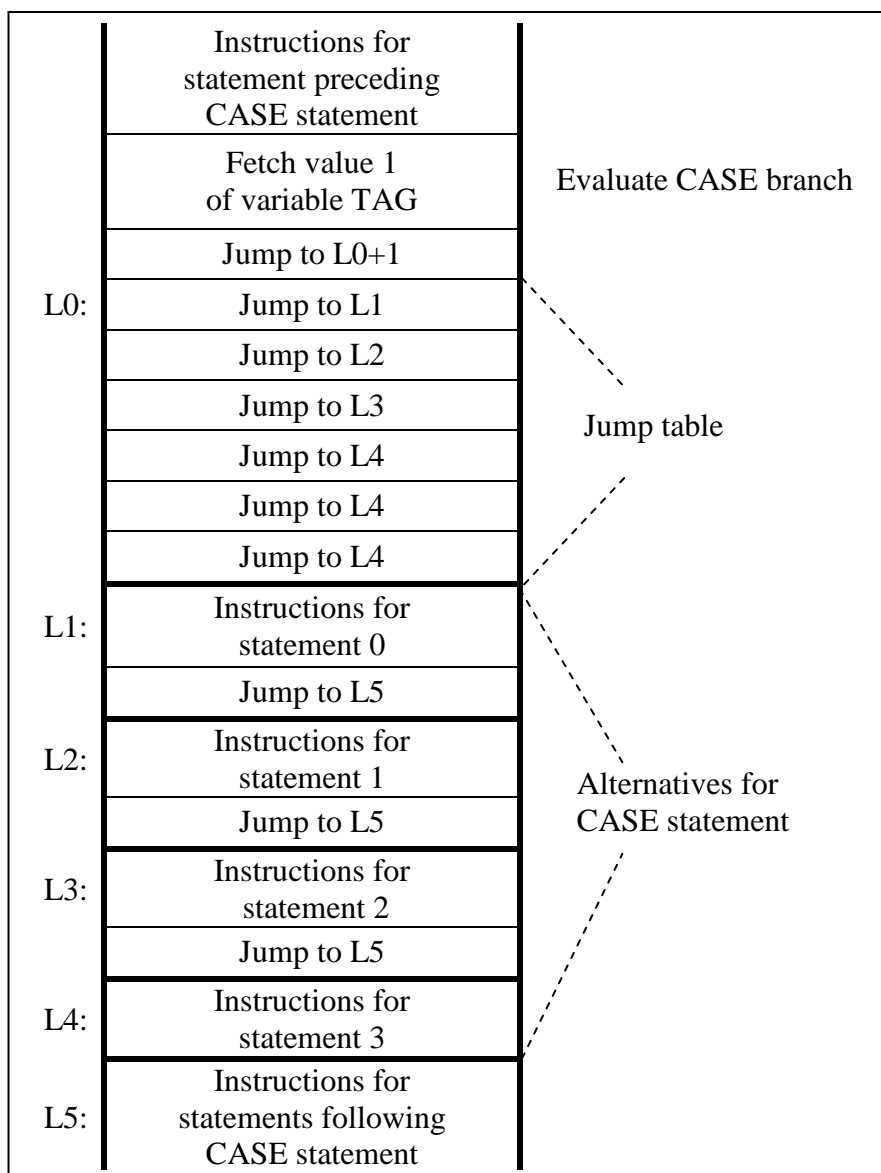 Instructions for
statement preceding
CASE statement
Fetch value 1
of variable TAG
Evaluate CASE branch
Jump to L0+1
L0:
Jump to L1
Jump to L2
Jump to L3
Jump table
Jump to L4
Jump to L4
Jump to L4
L1:
Instructions for
statement 0
Jump to L5
L2:
Instructions for
statement 1
Alternatives for
CASE statement
Jump to L5
L3:
Instructions for
statement 2
Jump to L5
L4:
Instructions for
statement 3
L5:
Instructions for
statements following
CASE statement